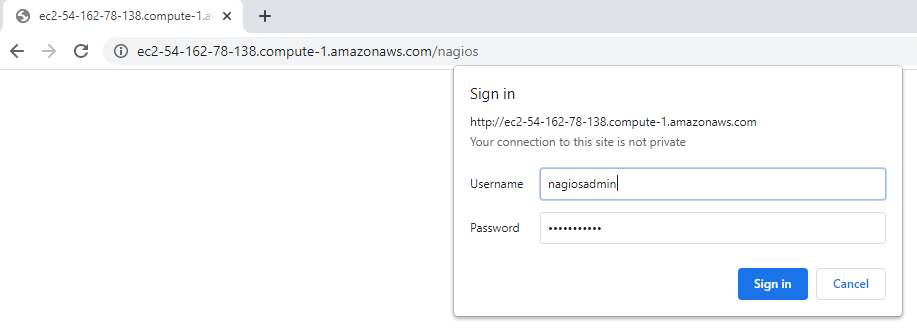 ec2-54-162-78-138.compute-1.a
ec2-54-162-78-138.compute-1.amazonaws.com/nagios
Sign in
http://ec2-54-162-78-138.compute-1.amazonaws.com
Your connection to this site is not private
Username nagiosadmin
Password •••••••••••
Sign in Cancel